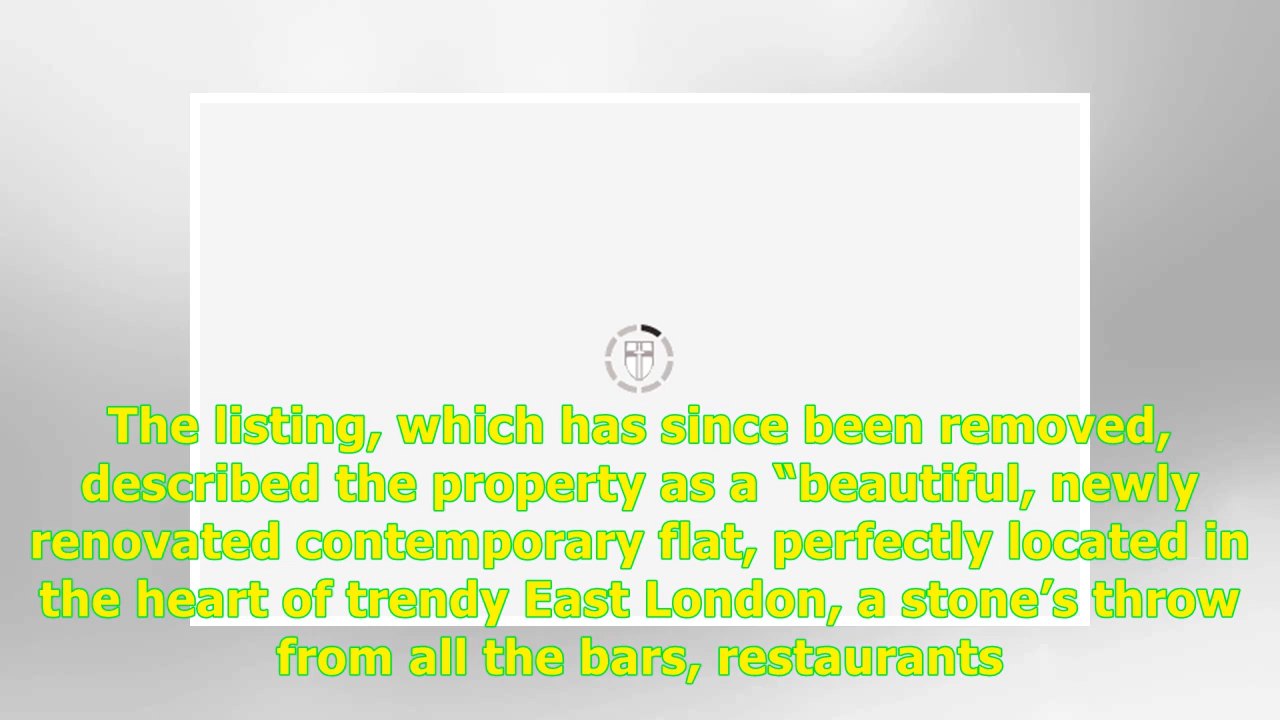 The listing, which has since been removed,
described the property as a “beautiful, newly
renovated contemporary flat, perfectly located in
the heart of trendy East London, a stone’s throw
from all the bars, restaurants